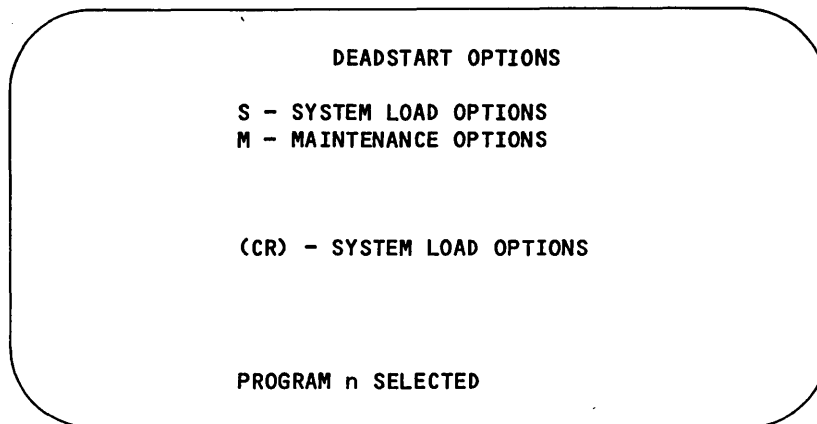 DEADSTART OPTIONS
S - SYSTEM LOAD OPTIONS
M - MAINTENANCE OPTIONS
(CR) - SYSTEM LOAD OPTIONS
PROGRAM n SELECTED